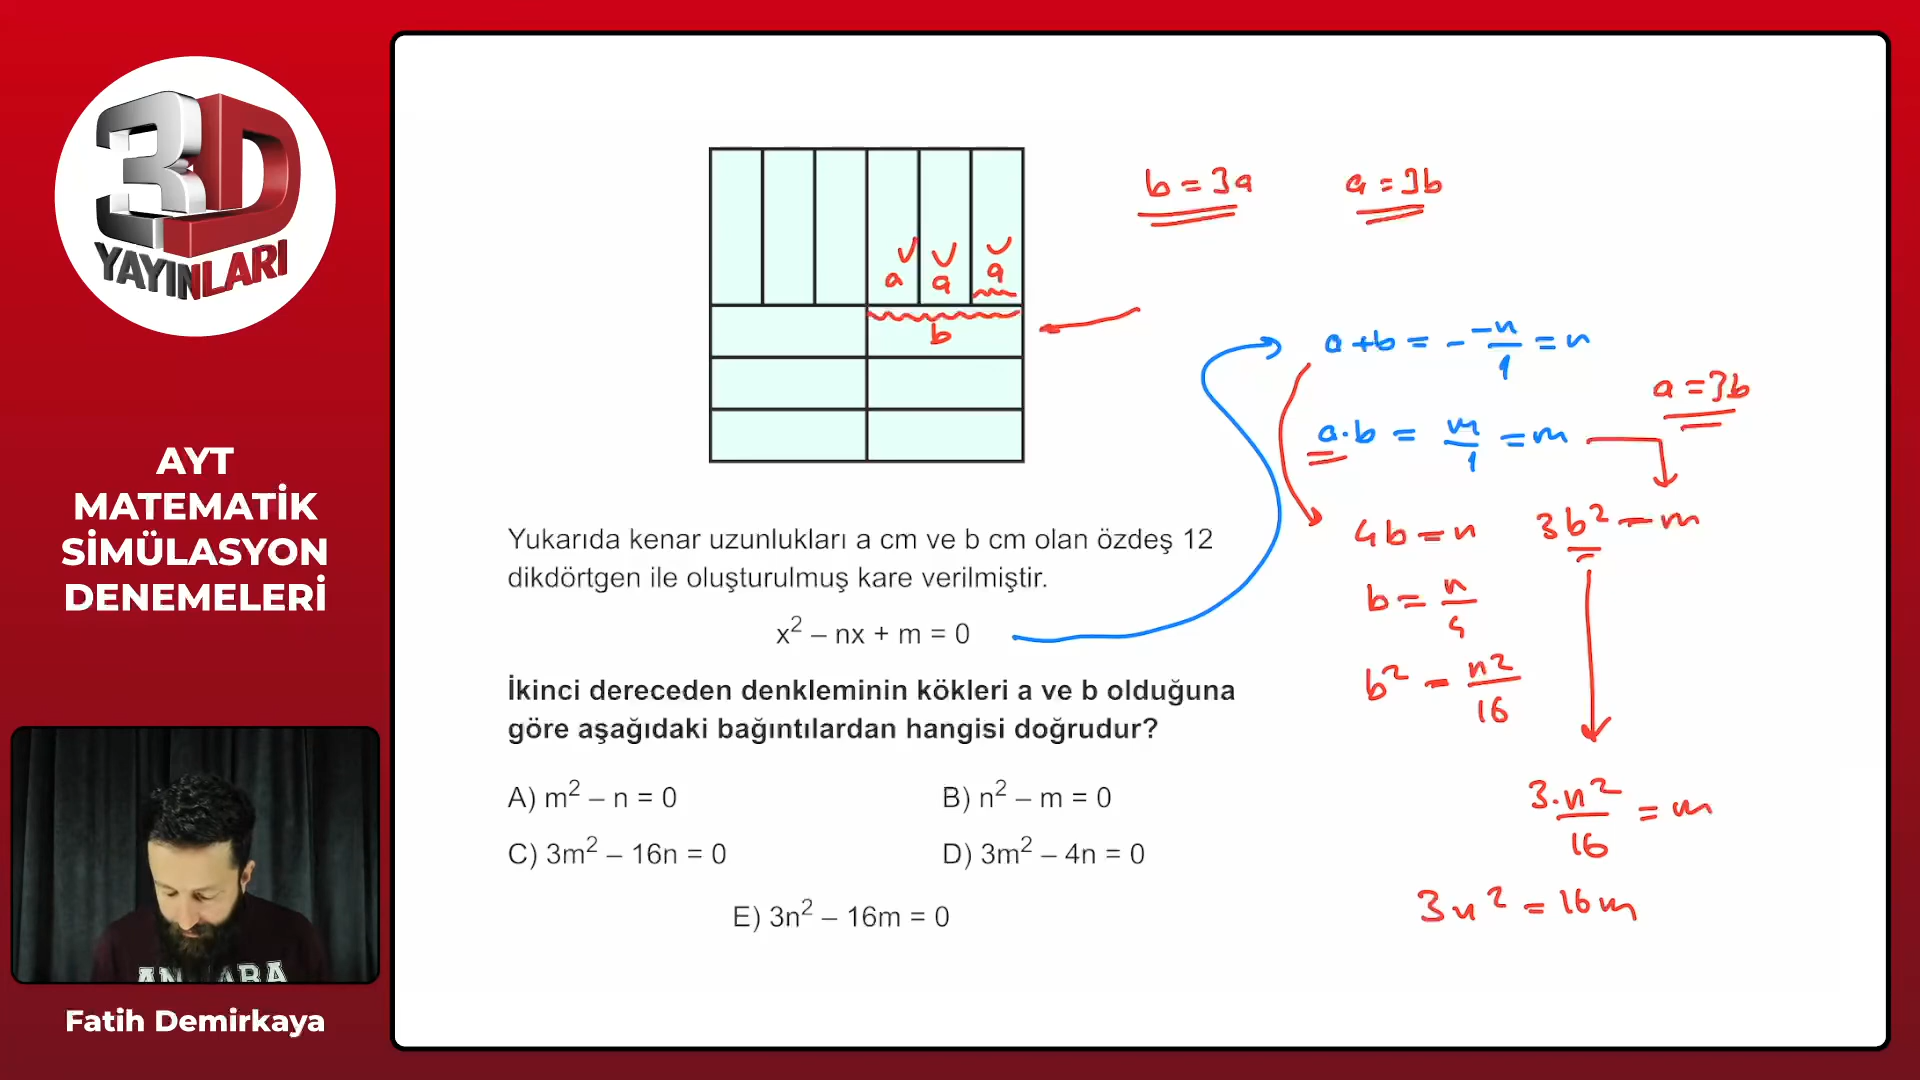 3D
YAYINLARI
AYT
MATEMATİK
SİMÜLASYON
DENEMELERİ
Fatih Demirkaya
a a a
b
b = 3a
a = 3b
a + b = - -n/1 = n
a · b = m/1 = m
a = 3b
4b = n
3b² - m
b = n/4
b² - n²/16
3·n²/16 = m
3n² = 16m
Yukarıda kenar uzunlukları a cm ve b cm olan özdeş 12
dikdörtgen ile oluşturulmuş kare verilmiştir.
x² – nx + m = 0
İkinci dereceden denkleminin kökleri a ve b olduğuna
göre aşağıdaki bağıntılardan hangisi doğrudur?
A) m² – n = 0
B) n² – m = 0
C) 3m² – 16n = 0
D) 3m² – 4n = 0
E) 3n² – 16m = 0